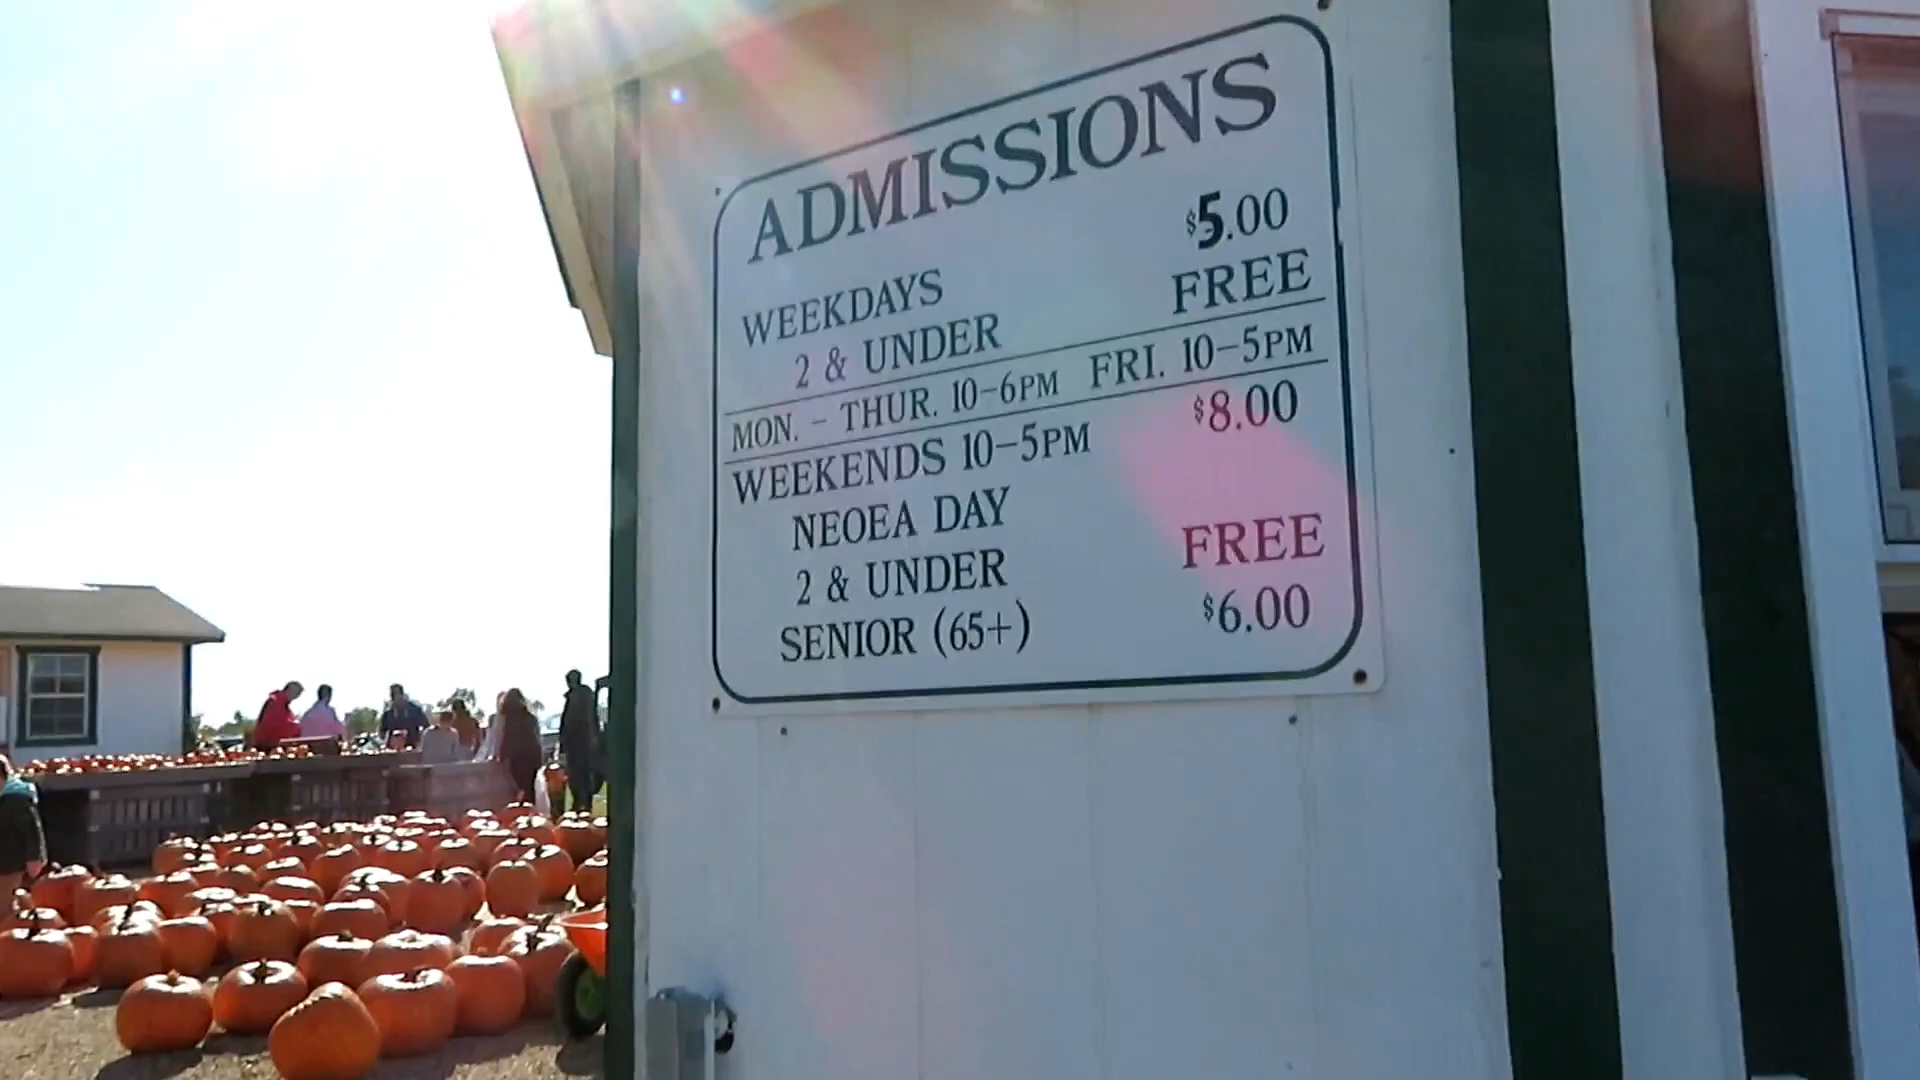 ADMISSIONS
WEEKDAYS $5.00
2 & UNDER FREE
MON. - THUR. 10-6PM FRI. 10-5PM
WEEKENDS 10-5PM $8.00
NEOEA DAY
2 & UNDER FREE
SENIOR (65+) $6.00